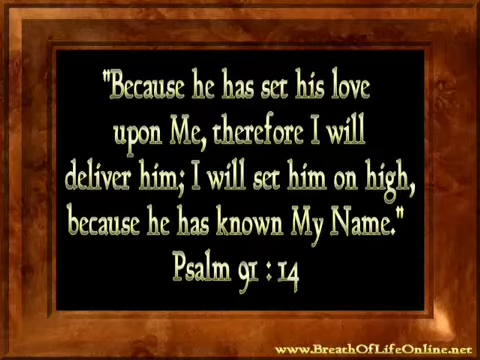 "Because he has set his love
upon Me, therefore I will
deliver him; I will set him on high,
because he has known My Name."
Psalm 91 : 14
www.BreathOfLifeOnline.net